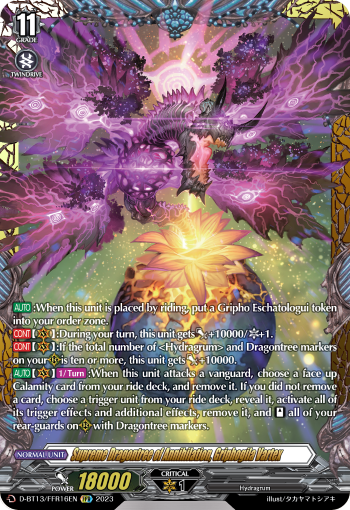 11
GRADE
TWINDRIVE
AUTO :When this unit is placed by riding, put a Gripho Eschatologui token
into your order zone.
CONT [ ] :During your turn, this unit gets +10000/ +1.
CONT [ ] :If the total number of <Hydragrum> and Dragontree markers
on your is ten or more, this unit gets +10000.
AUTO [ ] 1/Turn :When this unit attacks a vanguard, choose a face up
Calamity card from your ride deck, and remove it. If you did not remove
a card, choose a trigger unit from your ride deck, reveal it, activate all of
its trigger effects and additional effects, remove it, and all of your
rear-guards on with Dragontree markers.
NORMAL UNIT Supreme Dragontree of Annihilation, Griphogila Vartex
POWER 18000 CRITICAL 1 Hydragrum
D-BT13/FFR16EN FFR 2023 illust/タカヤマトシアキ